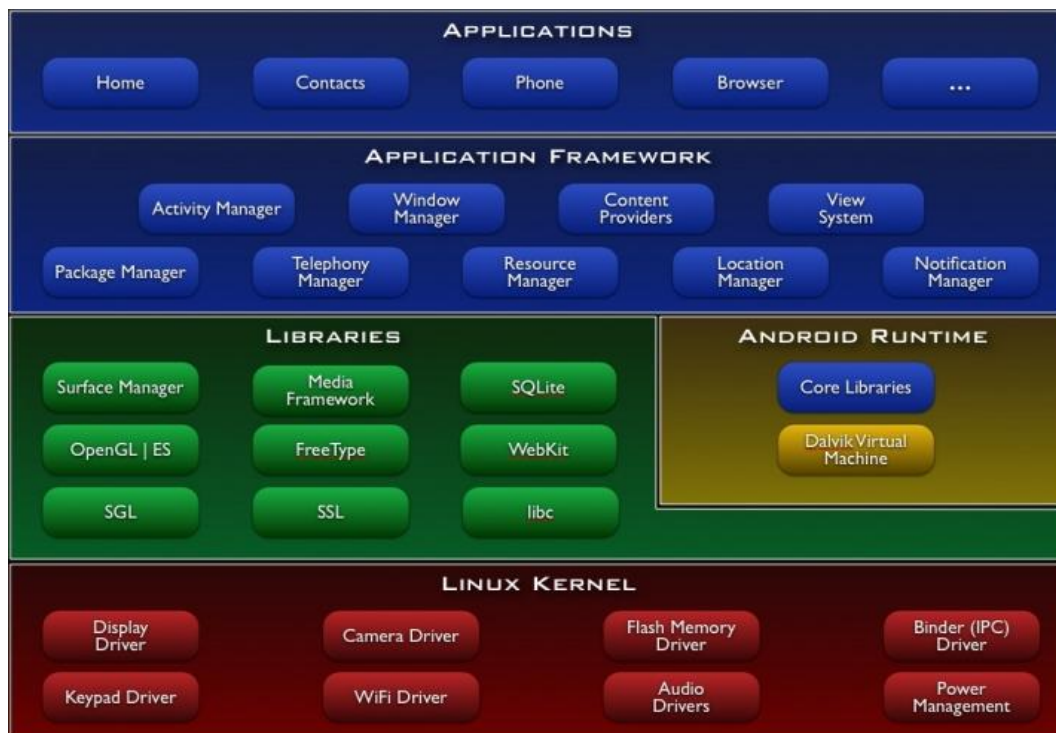 APPLICATIONS
Home
Contacts
Phone
Browser
...
APPLICATION FRAMEWORK
Activity Manager
Window
Manager
Content
Providers
View
System
Package Manager
Telephony
Manager
Resource
Manager
Location
Manager
Notification
Manager
LIBRARIES
Surface Manager
Media
Framework
SQLite
OpenGL | ES
FreeType
WebKit
SGL
SSL
libc
ANDROID RUNTIME
Core Libraries
Dalvik Virtual
Machine
LINUX KERNEL
Display
Driver
Camera Driver
Flash Memory
Driver
Binder (IPC)
Driver
Keypad Driver
WiFi Driver
Audio
Drivers
Power
Management